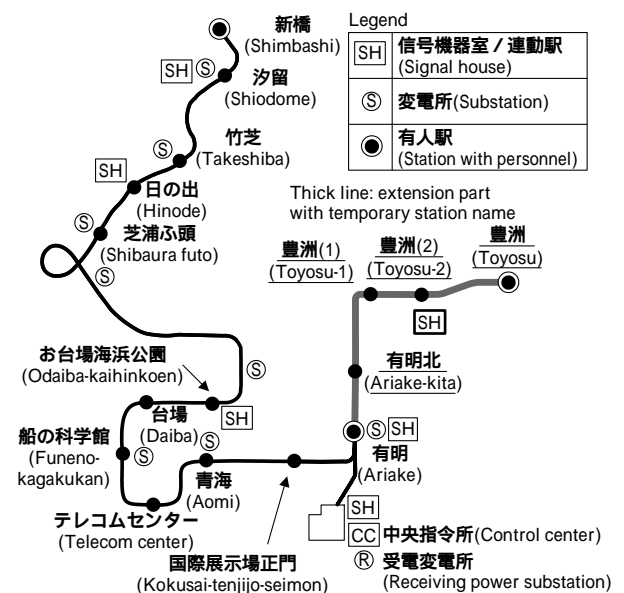 新橋
(Shimbashi)
SH Ⓢ
汐留
(Shiodome)
Legend
SH 信号機器室 / 連動駅
(Signal house)
Ⓢ 変電所(Substation)
有人駅
(Station with personnel)
竹芝
(Takeshiba)
Ⓢ
SH
日の出
(Hinode)
Ⓢ
芝浦ふ頭
(Shibaura futo)
Ⓢ
Thick line: extension part
with temporary station name
豊洲(1)
(Toyosu-1)
豊洲(2)
(Toyosu-2)
豊洲
(Toyosu)
SH
お台場海浜公園
(Odaiba-kaihinkoen)
Ⓢ
有明北
(Ariake-kita)
台場
(Daiba)
SH
船の科学館
(Funeno-
kagakukan)
Ⓢ
Ⓢ
青海
(Aomi)
Ⓢ SH
有明
(Ariake)
テレコムセンター
(Telecom center)
国際展示場正門
(Kokusai-tenjijo-seimon)
SH
CC 中央指令所(Control center)
Ⓡ 受電変電所
(Receiving power substation)